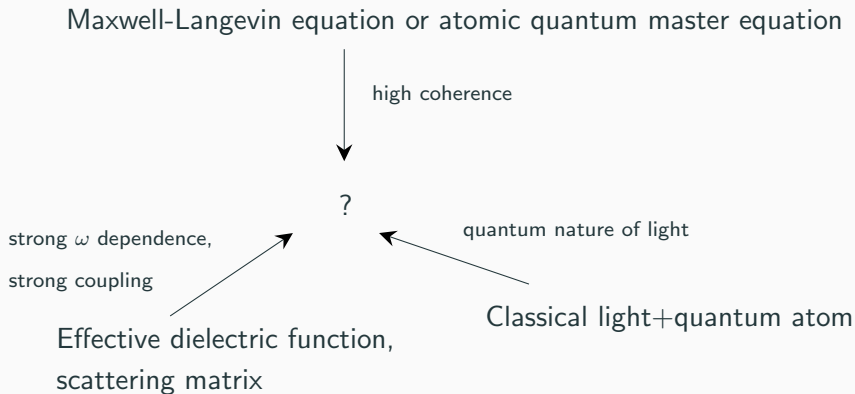 Maxwell-Langevin equation or atomic quantum master equation
high coherence
?
quantum nature of light
strong ω dependence,
strong coupling
Classical light+quantum atom
Effective dielectric function,
scattering matrix